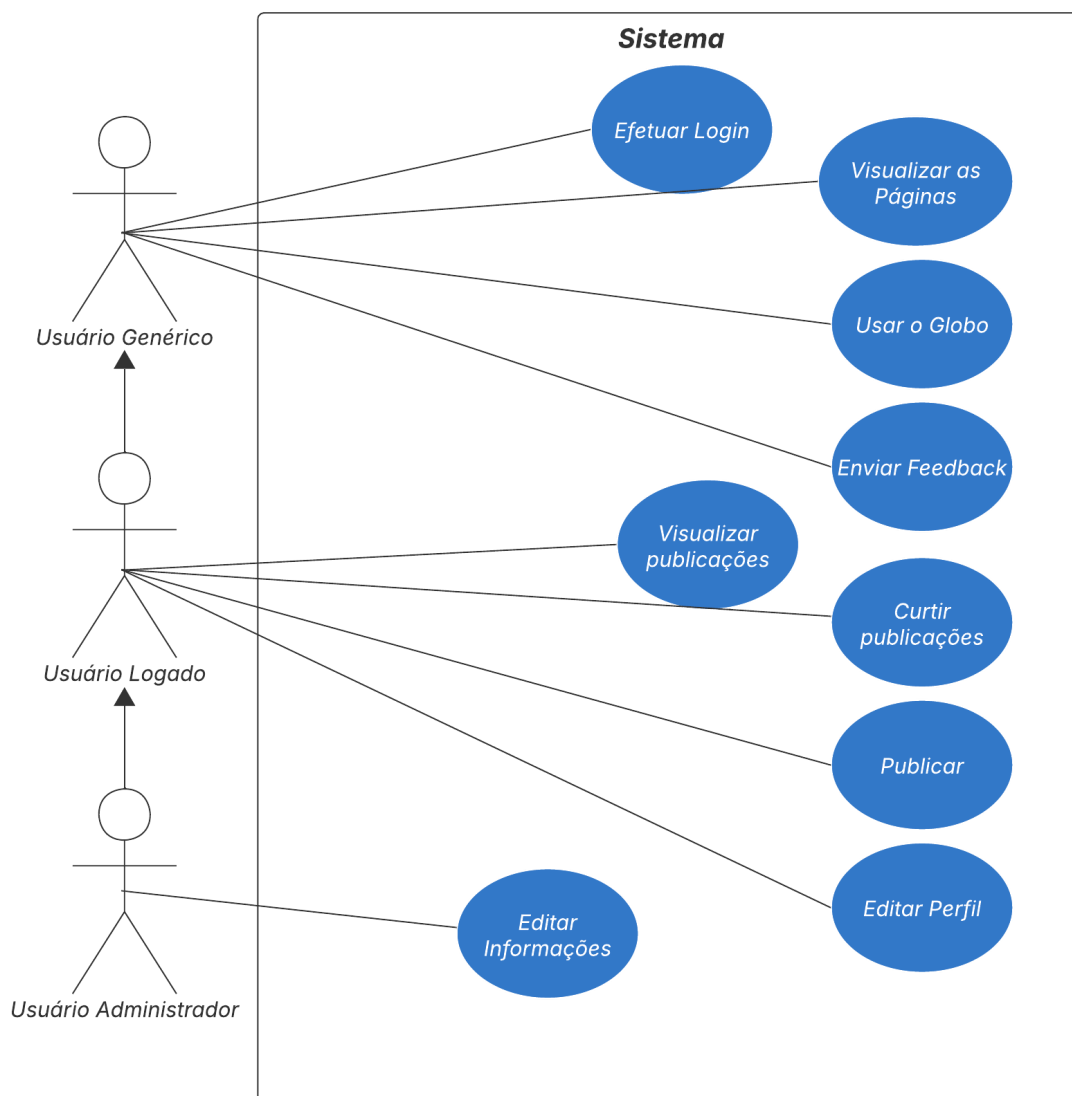 Sistema
Efetuar Login
Visualizar as
Páginas
Usar o Globo
Usuário Genérico
Enviar Feedback
Visualizar
publicações
Curtir
publicações
Usuário Logado
Publicar
Editar Perfil
Editar
Informações
Usuário Administrador